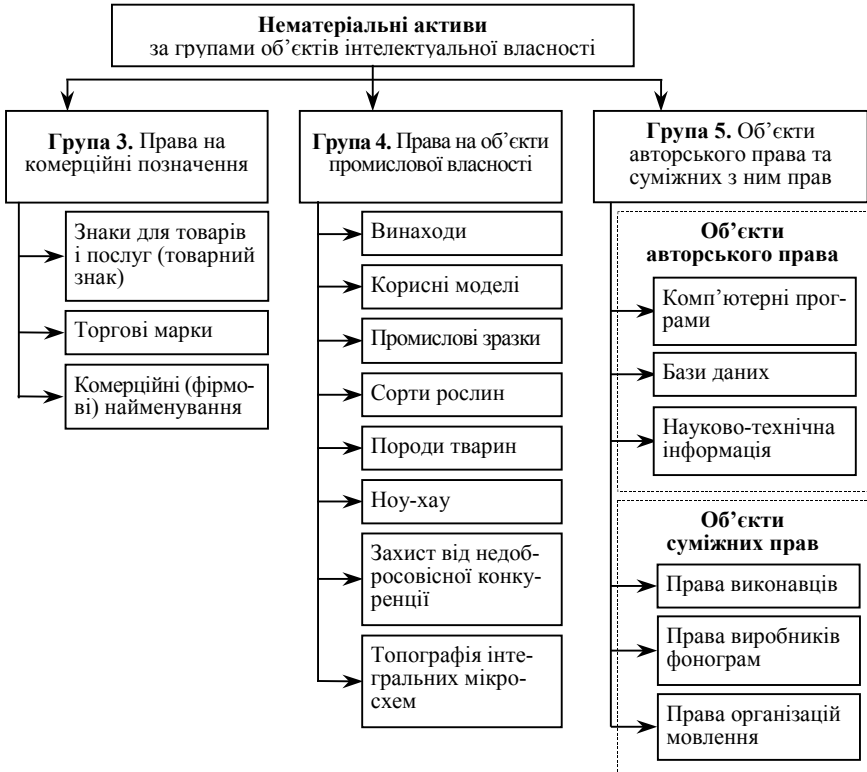 Нематеріальні активи
за групами об’єктів інтелектуальної власності
Група 3. Права на
комерційні позначення
Знаки для товарів
і послуг (товарний
знак)
Торгові марки
Комерційні (фірмо-
ві) найменування
Група 4. Права на об’єкти
промислової власності
Винаходи
Корисні моделі
Промислові зразки
Сорти рослин
Породи тварин
Ноу-хау
Захист від недоб-
росовісної конку-
ренції
Топографія інте-
гральних мікро-
схем
Група 5. Об’єкти
авторського права та
суміжних з ним прав
Об’єкти
авторського права
Комп’ютерні прог-
рами
Бази даних
Науково-технічна
інформація
Об’єкти
суміжних прав
Права виконавців
Права виробників
фонограм
Права організацій
мовлення